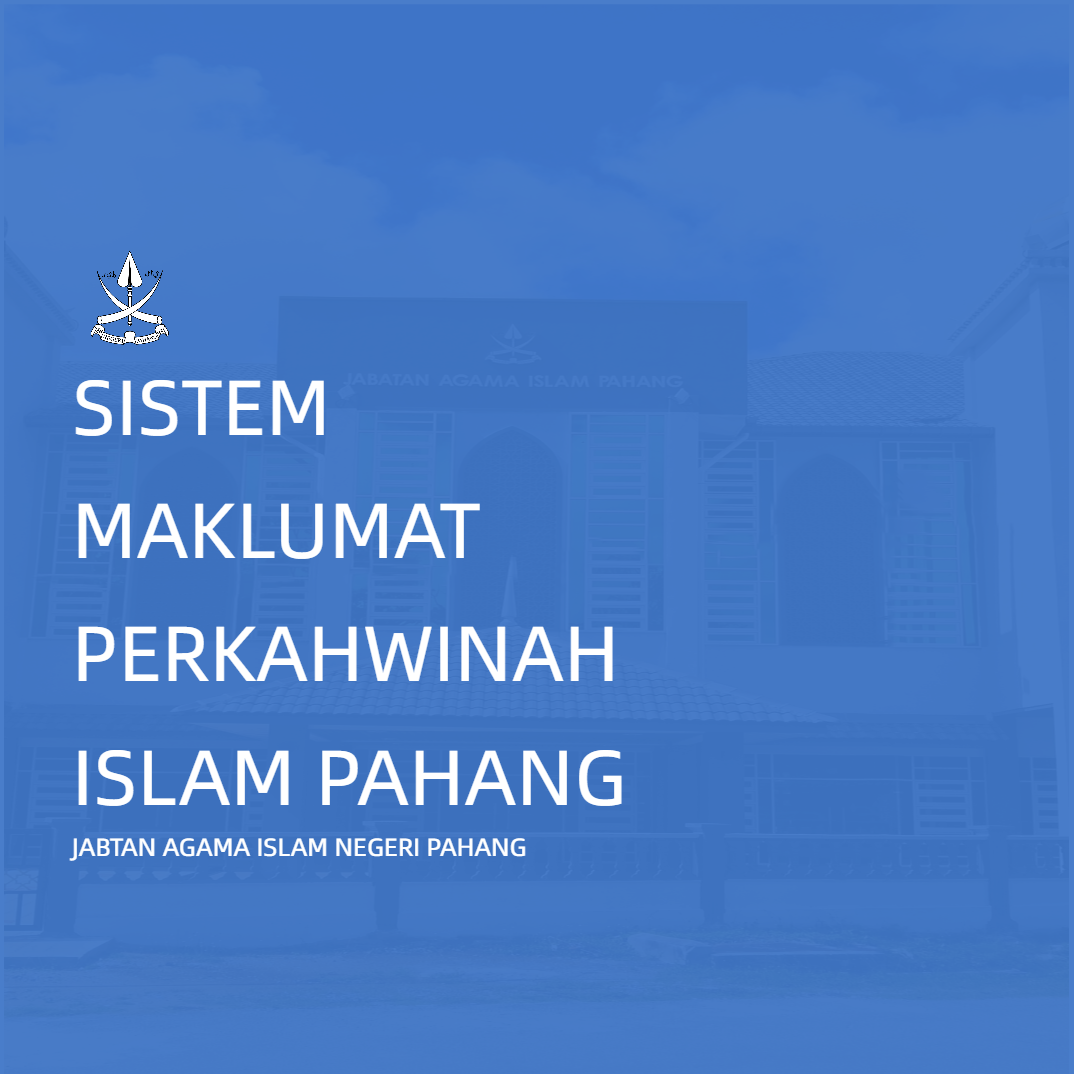 SISTEM
MAKLUMAT
PERKAHWINAH
ISLAM PAHANG
JABTAN AGAMA ISLAM NEGERI PAHANG
JABATAN AGAMA ISLAM PAHANG